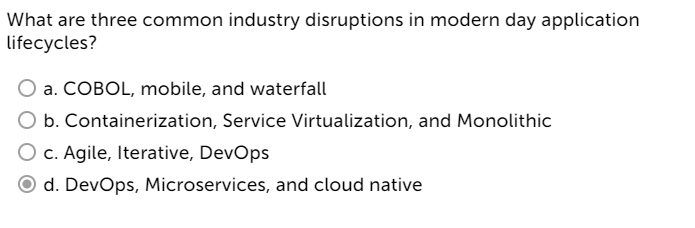 What are three common industry disruptions in modern day application
lifecycles?
a. COBOL, mobile, and waterfall
b. Containerization, Service Virtualization, and Monolithic
c. Agile, Iterative, DevOps
d. DevOps, Microservices, and cloud native